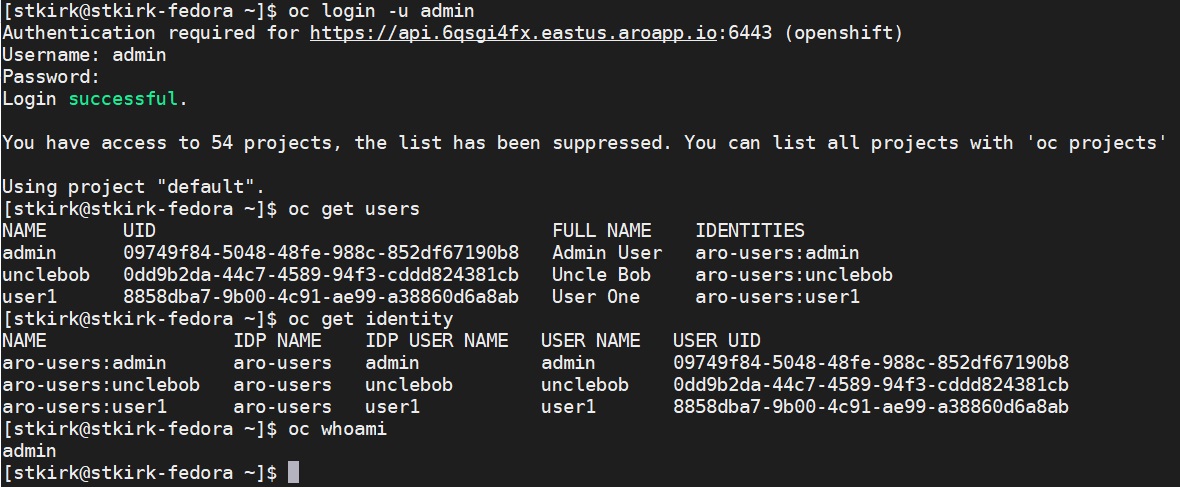 [stkirk@stkirk-fedora ~]$ oc login -u admin
Authentication required for https://api.6qsgi4fx.eastus.aroapp.io:6443 (openshift)
Username: admin
Password:
Login successful.
You have access to 54 projects, the list has been suppressed. You can list all projects with 'oc projects'
Using project "default".
[stkirk@stkirk-fedora ~]$ oc get users
NAME       UID                                    FULL NAME    IDENTITIES
admin      09749f84-5048-48fe-988c-852df67190b8   Admin User   aro-users:admin
unclebob   0dd9b2da-44c7-4589-94f3-cddd824381cb   Uncle Bob    aro-users:unclebob
user1      8858dba7-9b00-4c91-ae99-a38860d6a8ab   User One     aro-users:user1
[stkirk@stkirk-fedora ~]$ oc get identity
NAME                 IDP NAME    IDP USER NAME   USER NAME   USER UID
aro-users:admin      aro-users   admin           admin       09749f84-5048-48fe-988c-852df67190b8
aro-users:unclebob   aro-users   unclebob        unclebob    0dd9b2da-44c7-4589-94f3-cddd824381cb
aro-users:user1      aro-users   user1           user1       8858dba7-9b00-4c91-ae99-a38860d6a8ab
[stkirk@stkirk-fedora ~]$ oc whoami
admin
[stkirk@stkirk-fedora ~]$